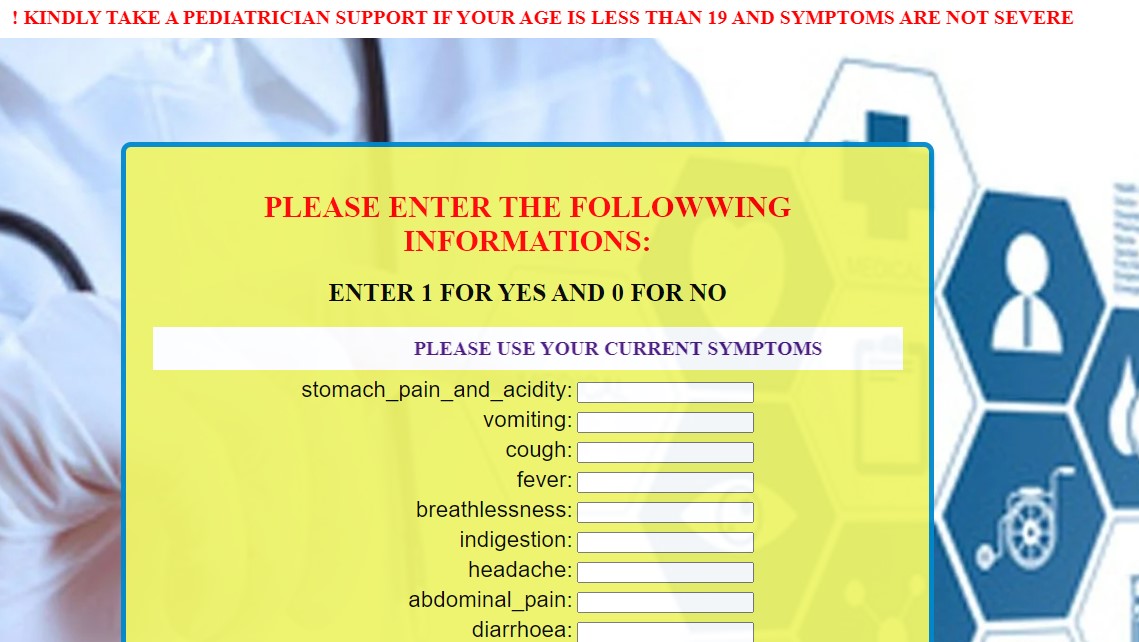 ! KINDLY TAKE A PEDIATRICIAN SUPPORT IF YOUR AGE IS LESS THAN 19 AND SYMPTOMS ARE NOT SEVERE
PLEASE ENTER THE FOLLOWWING
INFORMATIONS:
ENTER 1 FOR YES AND 0 FOR NO
PLEASE USE YOUR CURRENT SYMPTOMS
stomach_pain_and_acidity:
vomiting:
cough:
fever:
breathlessness:
indigestion:
headache:
abdominal_pain:
diarrhoea: